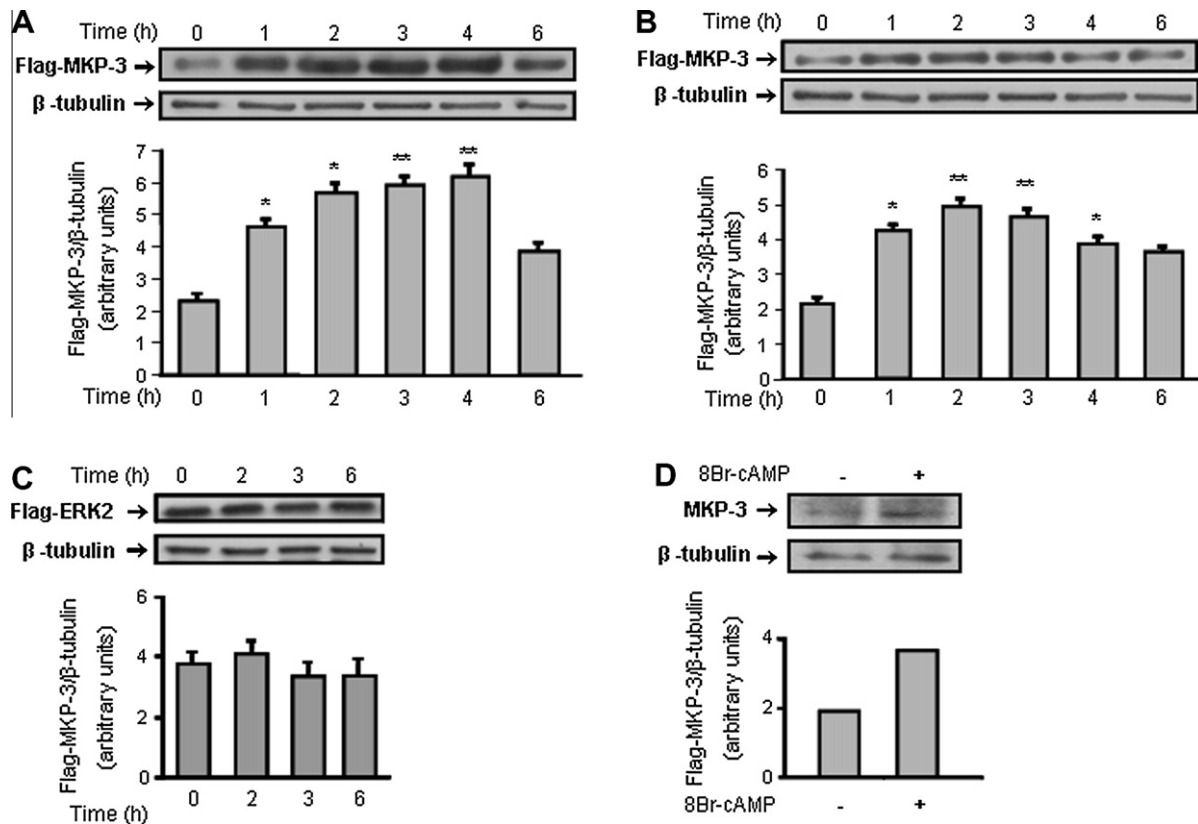 A
Time (h) 0 1 2 3 4 6
Flag-MKP-3 →
β-tubulin →
Flag-MKP-3/β-tubulin
(arbitrary units)
7
6
5
4
3
2
1
0
* * ** **
Time (h) 0 1 2 3 4 6
B
Time (h) 0 1 2 3 4 6
Flag-MKP-3 →
β-tubulin →
Flag-MKP-3/β-tubulin
(arbitrary units)
6
5
4
3
2
1
0
* ** ** *
Time (h) 0 1 2 3 4 6
C
Time (h) 0 2 3 6
Flag-ERK2 →
β-tubulin →
Flag-MKP-3/β-tubulin
(arbitrary units)
6
4
2
0
Time (h) 0 2 3 6
D
8Br-cAMP - +
MKP-3 →
β-tubulin →
Flag-MKP-3/β-tubulin
(arbitrary units)
4
2
0
8Br-cAMP - +